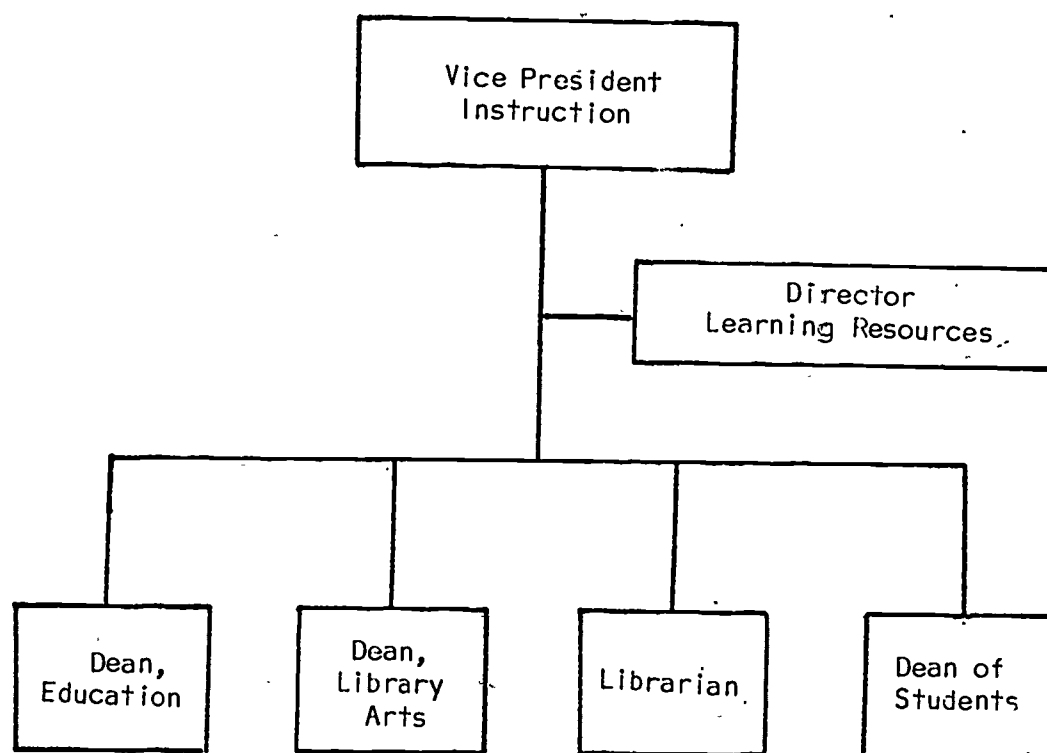 Vice President
Instruction
Director
Learning Resources
Dean,
Education
Dean,
Library
Arts
Librarian
Dean of
Students